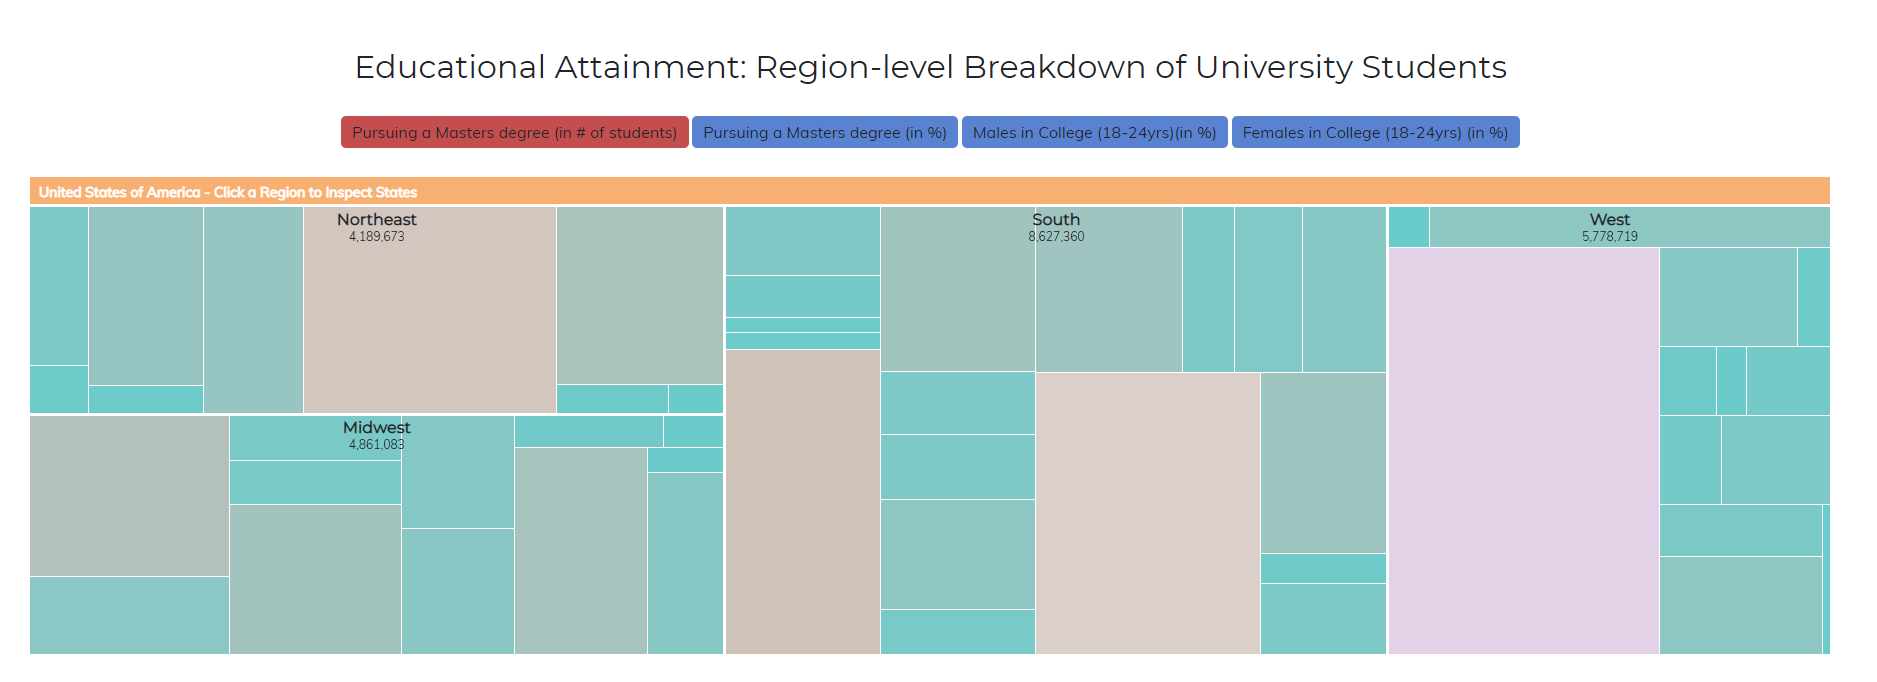 Educational Attainment: Region-level Breakdown of University Students
Pursuing a Masters degree (in # of students) Pursuing a Masters degree (in %) Males in College (18-24yrs)(in %) Females in College (18-24yrs) (in %)
United States of America - Click a Region to Inspect States
Northeast
4,189,673
South
8,627,360
West
5,778,719
Midwest
4,861,083